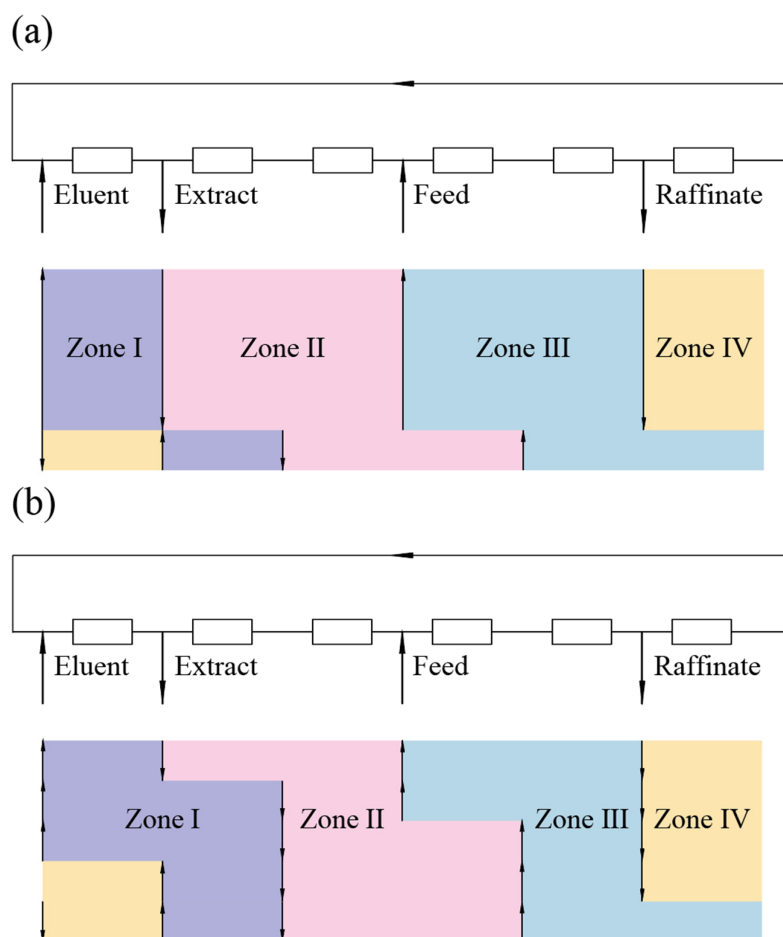 (a)
Eluent Extract Feed Raffinate
Zone I Zone II Zone III Zone IV
(b)
Eluent Extract Feed Raffinate
Zone I Zone II Zone III Zone IV